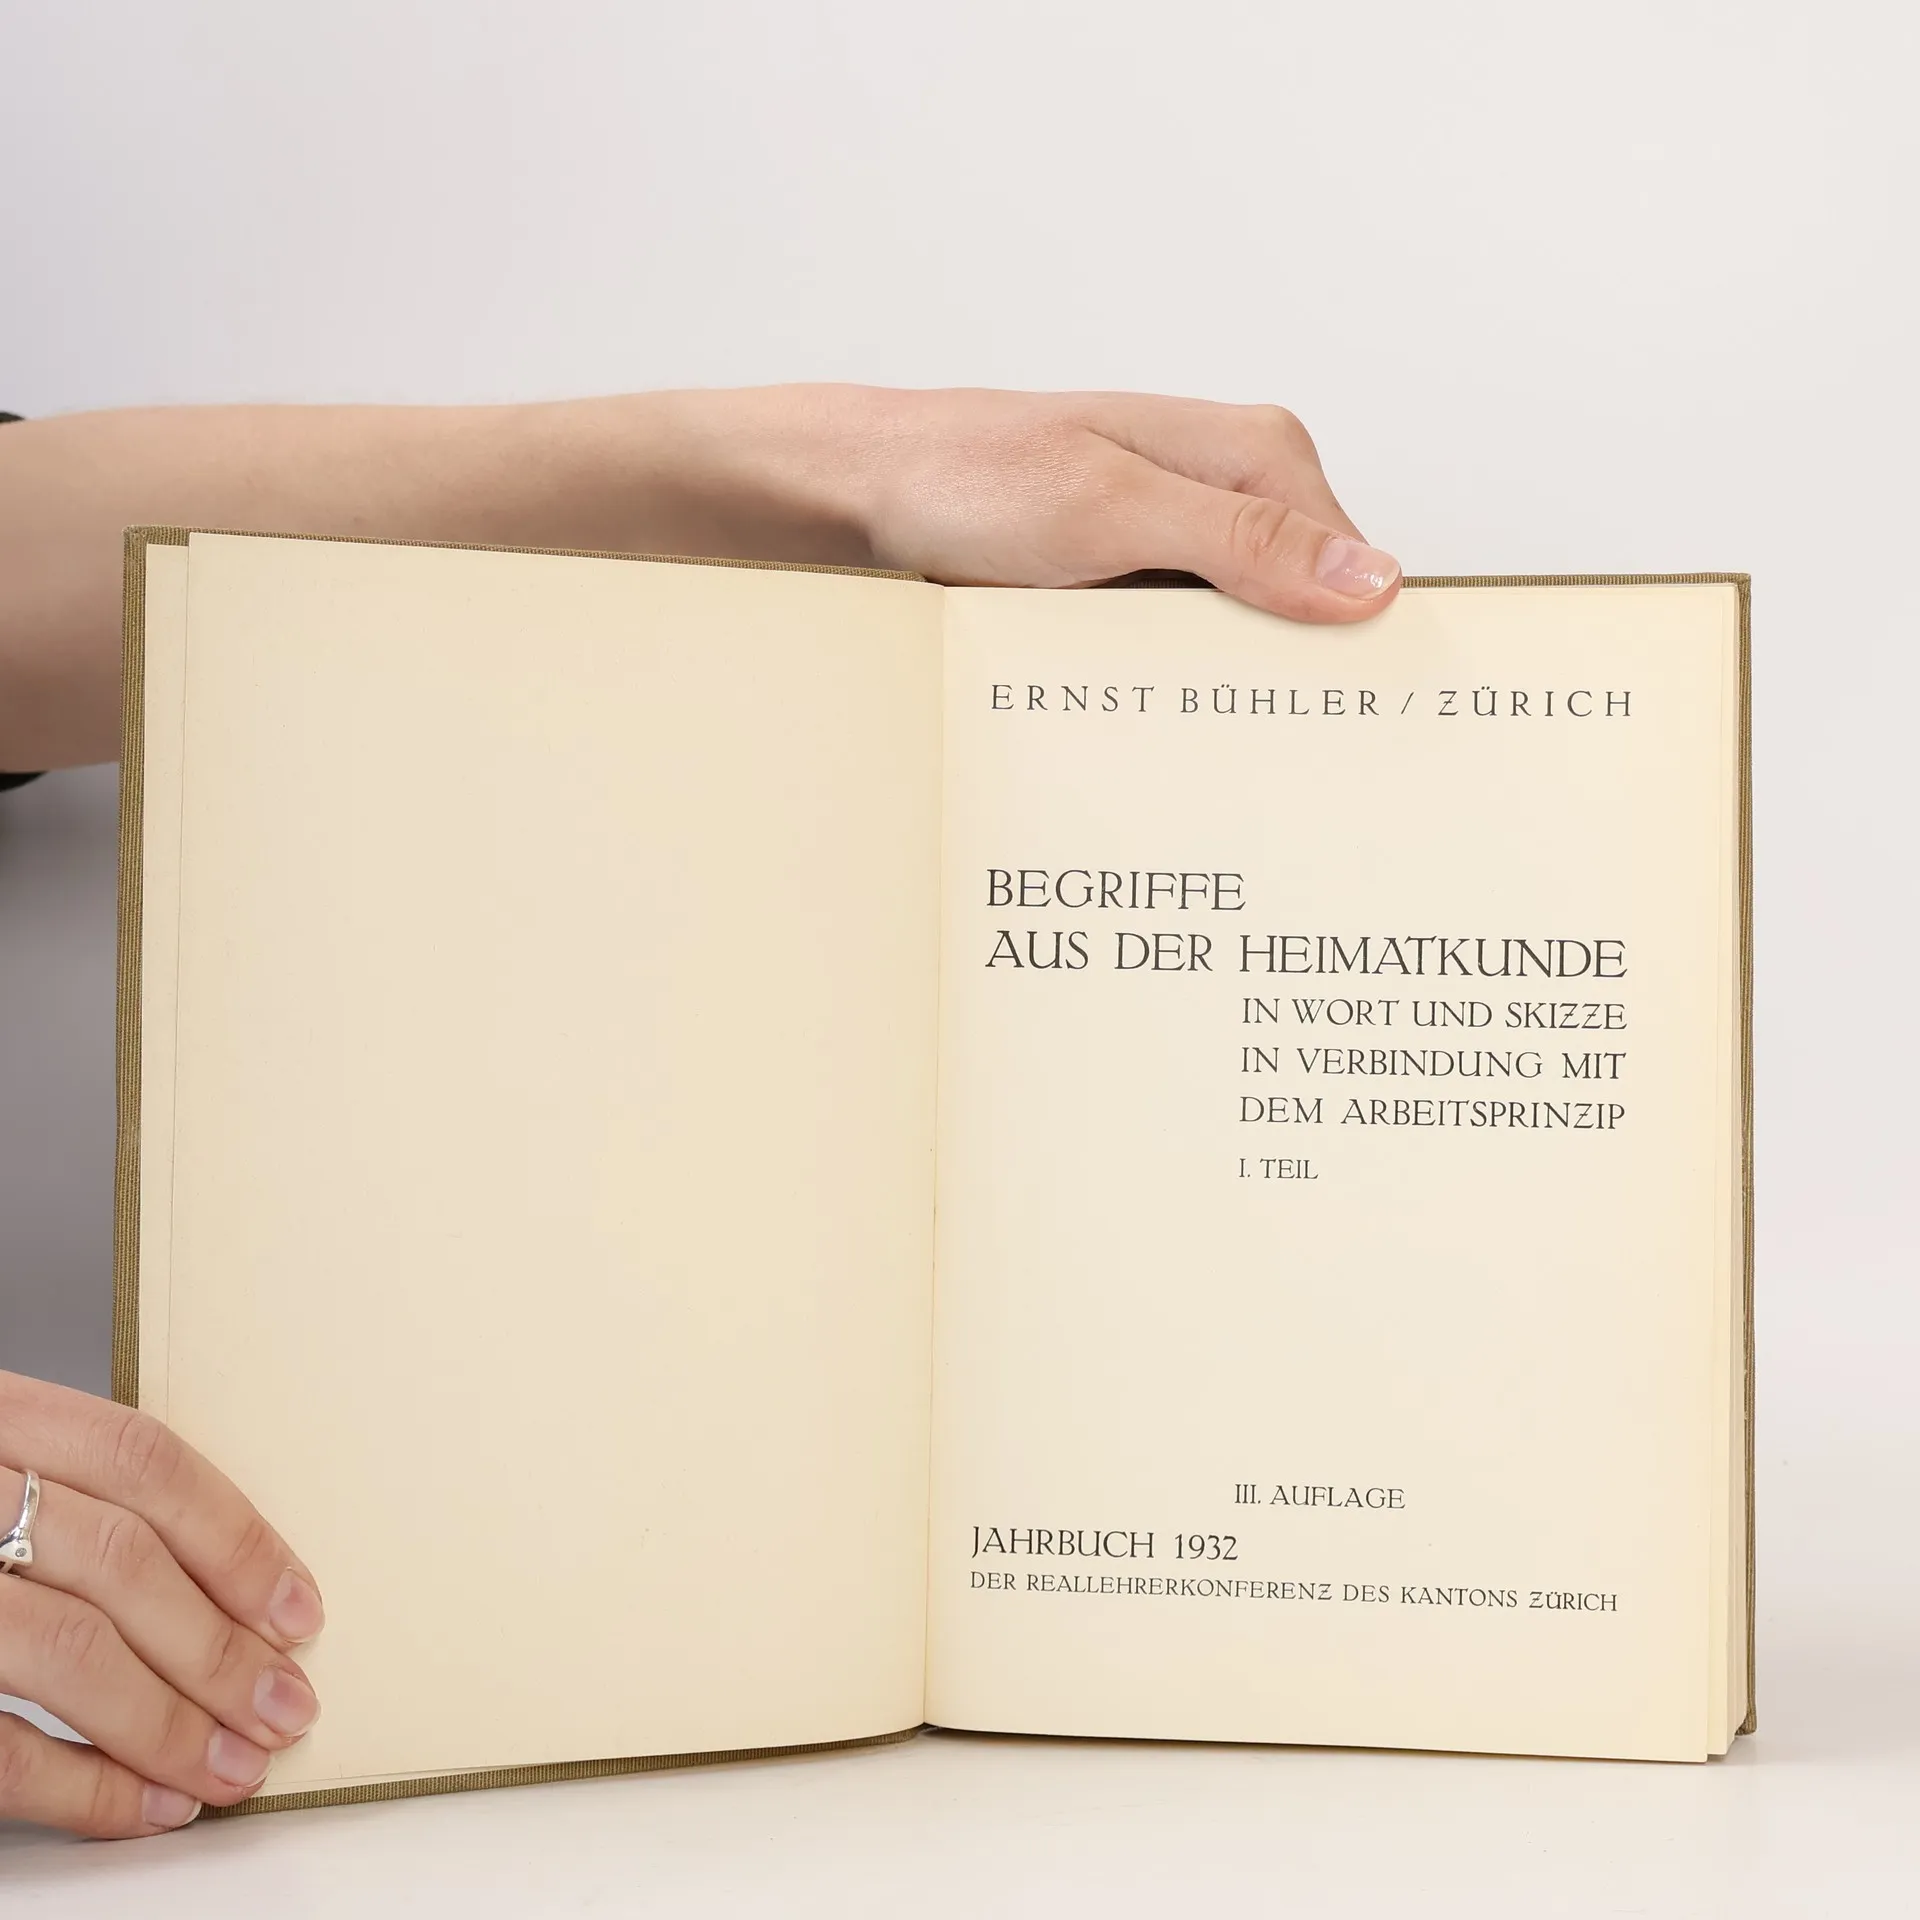 ERNST BÜHLER / ZÜRICH
BEGRIFFE
AUS DER HEIMATKUNDE
IN WORT UND SKIZZE
IN VERBINDUNG MIT
DEM ARBEITSPRINZIP
I. TEIL
III. AUFLAGE
JAHRBUCH 1932
DER REALLEHRERKONFERENZ DES KANTONS ZÜRICH